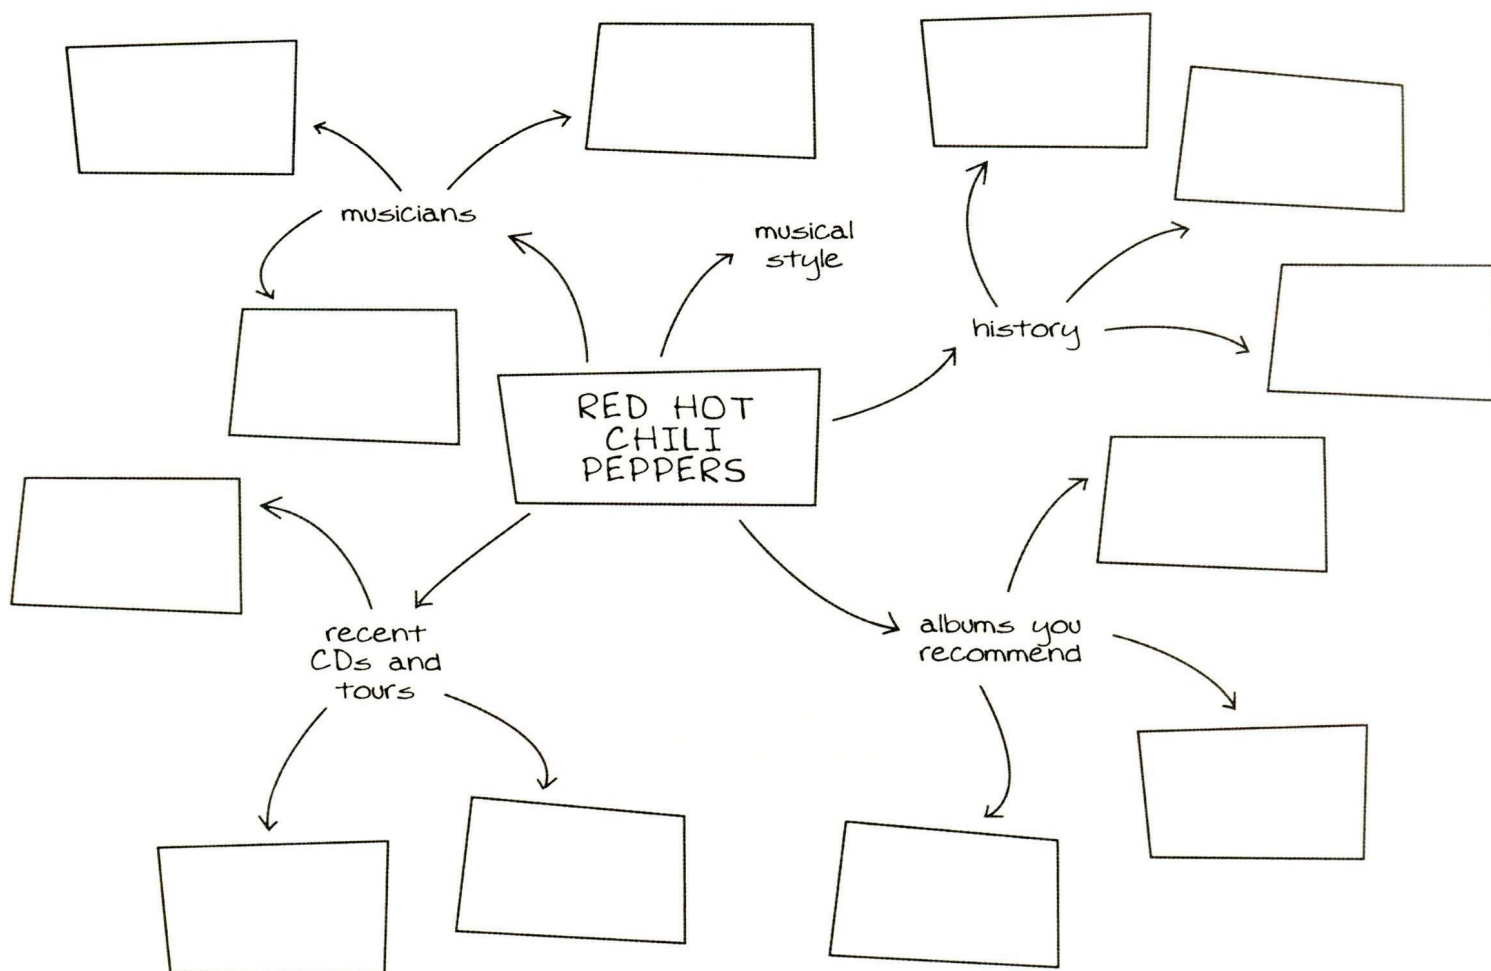 musicians
musical
style
history
RED HOT
CHILI
PEPPERS
recent
CDs and
tours
albums you
recommend